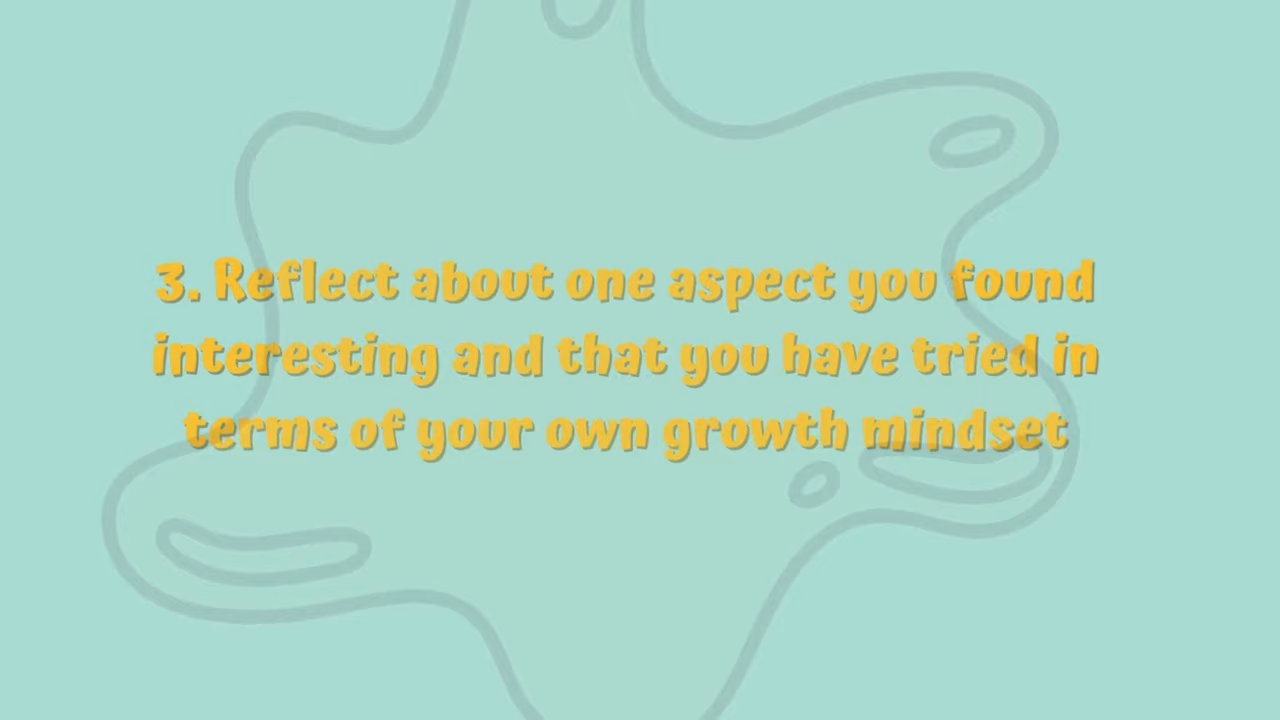 3. Reflect about one aspect you found
interesting and that you have tried in
terms of your own growth mindset